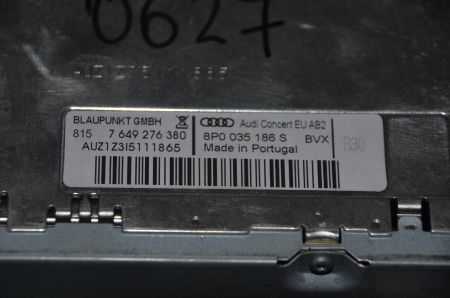 0627
BLAUPUNKT GMBH
815 7 649 276 380
AUZ1Z3I5111865
Audi Concert EU AB2
8P0 035 186 S BVX
Made in Portugal
B30